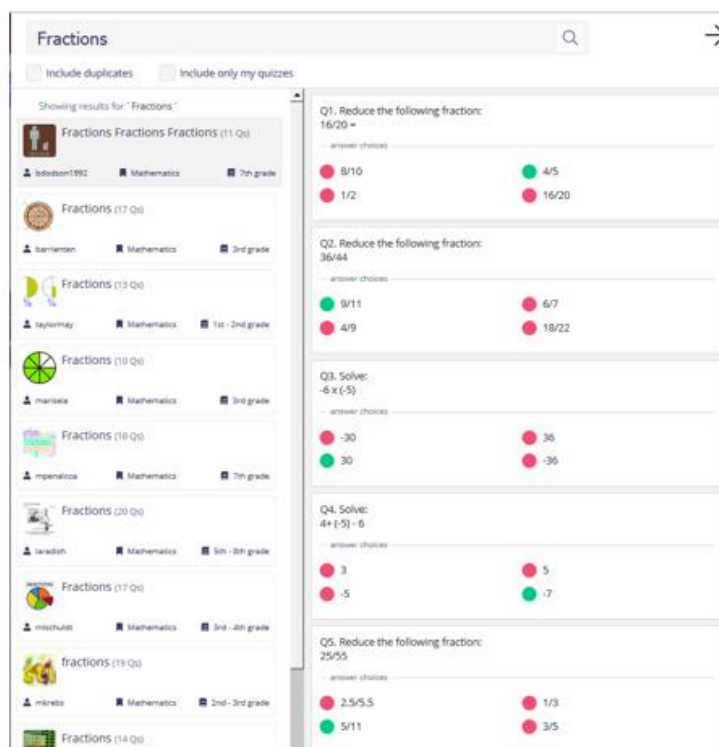 Fractions
Include duplicates Include only my quizzes
Showing results for "Fractions"
Fractions Fractions Fractions (11 Qs)
bdodson1992 Mathematics 7th grade
Fractions (17 Qs)
barrienten Mathematics 3rd grade
Fractions (13 Qs)
taylormay Mathematics 1st - 2nd grade
Fractions (10 Qs)
marisela Mathematics 3rd grade
Fractions (10 Qs)
mpenaloza Mathematics 7th grade
Fractions (20 Qs)
laradish Mathematics 5th - 8th grade
Fractions (17 Qs)
mlschuldt Mathematics 3rd - 4th grade
fractions (19 Qs)
mkrebs Mathematics 2nd - 3rd grade
Fractions (14 Qs)
Q1. Reduce the following fraction:
16/20 =
answer choices
8/10 4/5
1/2 16/20
Q2. Reduce the following fraction:
36/44
answer choices
9/11 6/7
4/9 18/22
Q3. Solve:
-6 x (-5)
answer choices
-30 36
30 -36
Q4. Solve:
4+ (-5) - 6
answer choices
3 5
-5 -7
Q5. Reduce the following fraction:
25/55
answer choices
2.5/5.5 1/3
5/11 3/5